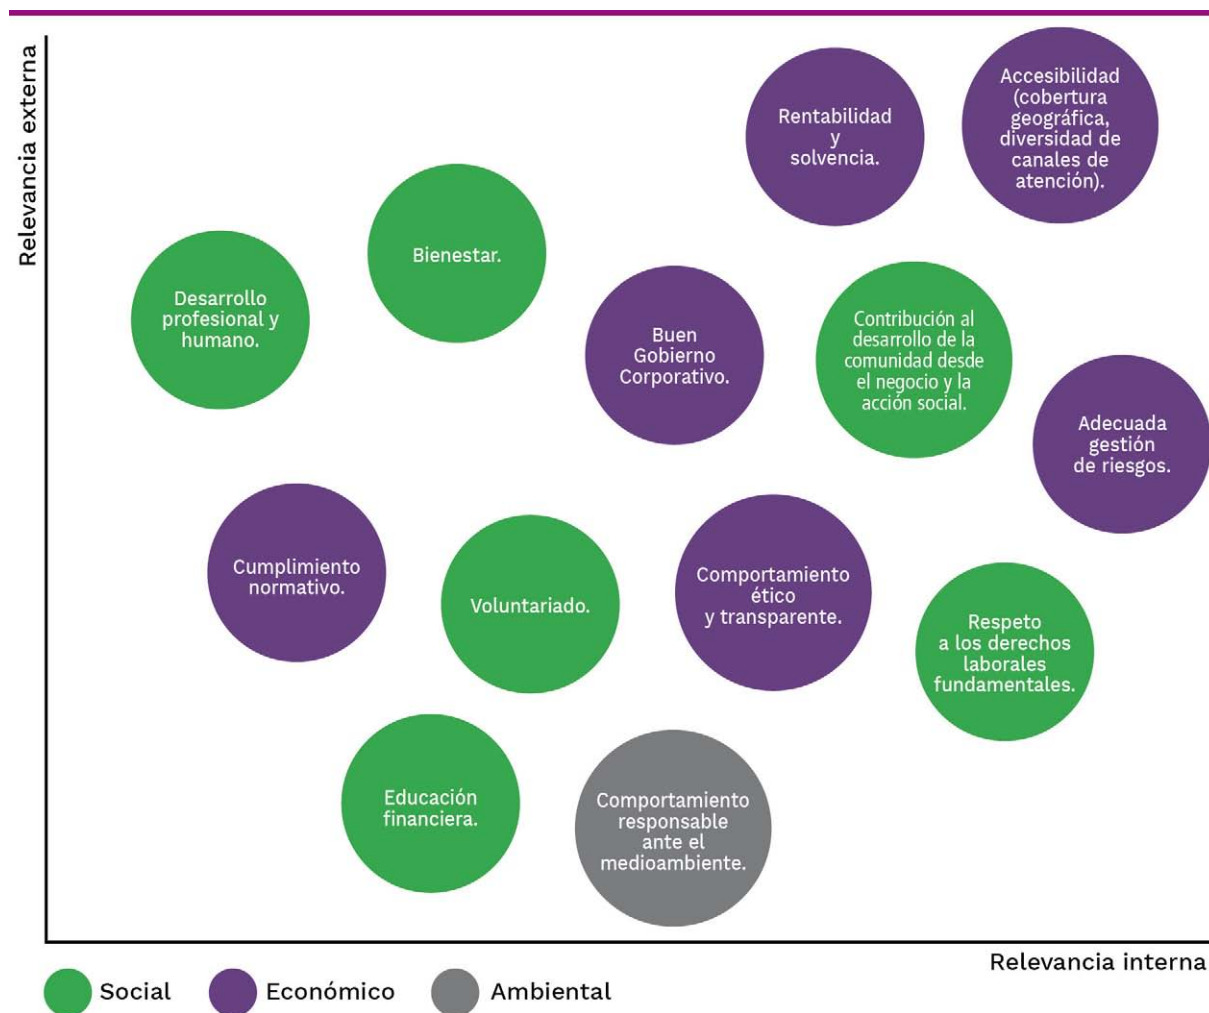 Relevancia externa
Rentabilidad
y
solvencia.
Accesibilidad
(cobertura
geográfica,
diversidad de
canales de
atención).
Bienestar.
Desarrollo
profesional y
humano.
Buen
Gobierno
Corporativo.
Contribución al
desarrollo de la
comunidad desde
el negocio y la
acción social.
Adecuada
gestión
de riesgos.
Cumplimiento
normativo.
Voluntariado.
Comportamiento
ético
y transparente.
Respeto
a los derechos
laborales
fundamentales.
Educación
financiera.
Comportamiento
responsable
ante el
medioambiente.
Relevancia interna
Social
Económico
Ambiental